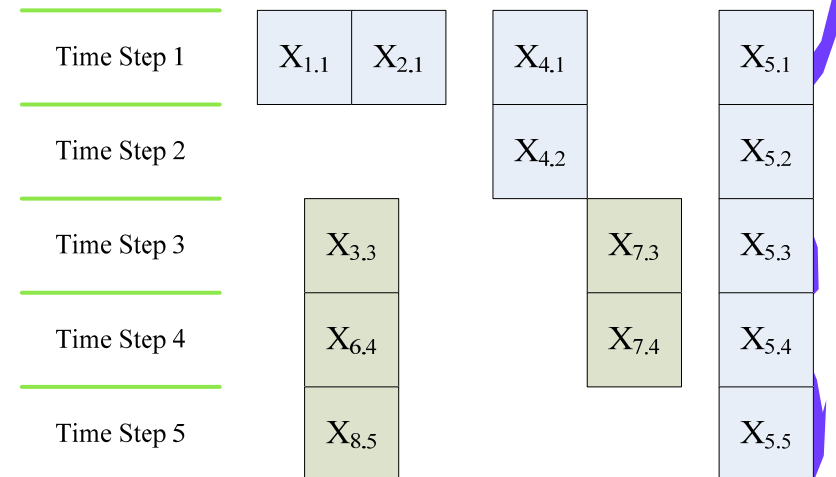 Time Step 1 X1.1 X2.1 X4.1 X5.1
Time Step 2 X4.2 X5.2
Time Step 3 X3.3 X7.3 X5.3
Time Step 4 X6.4 X7.4 X5.4
Time Step 5 X8.5 X5.5